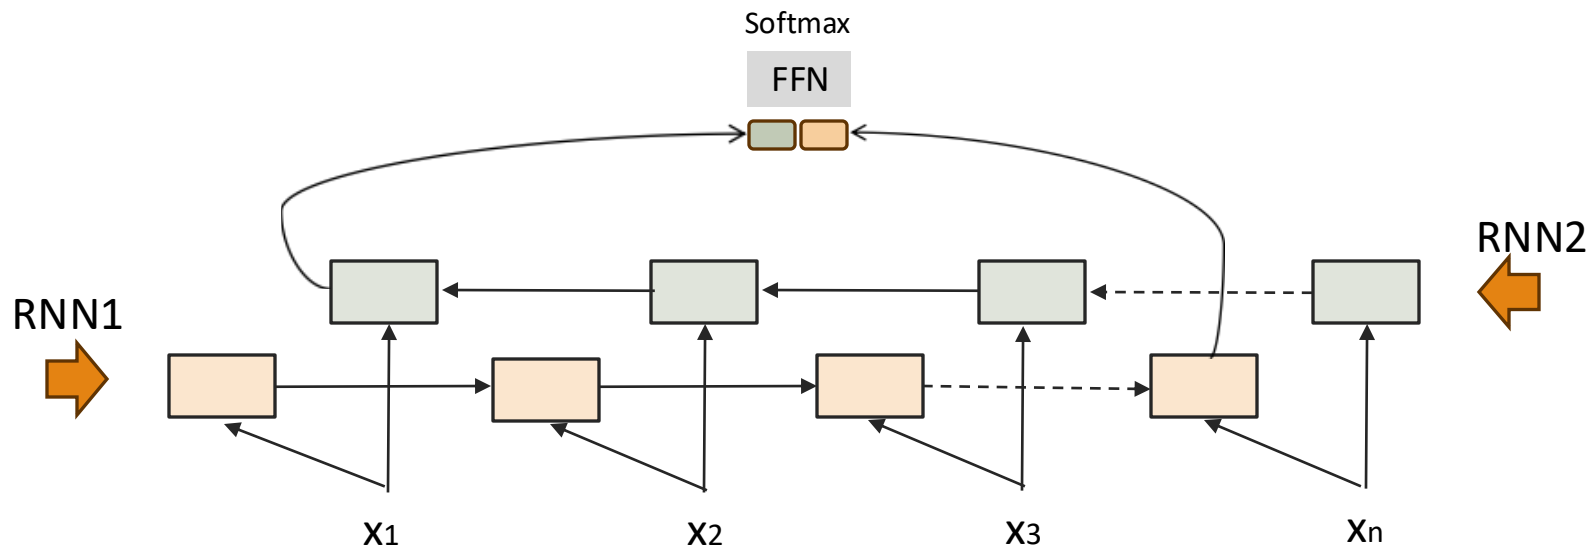 Softmax
FFN
RNN2
RNN1
x1 x2 x3 xn